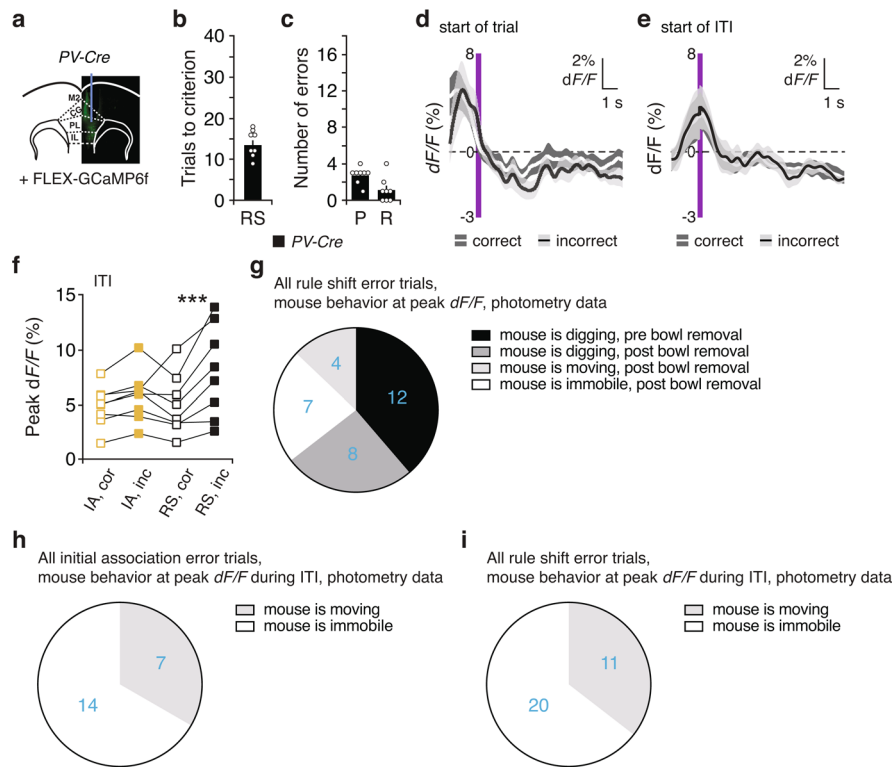 a
PV-Cre
M2
CG
PL
IL
+ FLEX-GCaMP6f
b
Trials to criterion
40
30
20
10
0
RS
c
Number of errors
16
12
8
4
0
P R
PV-Cre
d
start of trial
8
2%
dF/F
1 s
dF/F (%)
0
-3
correct incorrect
e
start of ITI
8
2%
dF/F
1 s
dF/F (%)
0
-3
correct incorrect
f
ITI
***
Peak dF/F (%)
15
10
5
0
IA, cor
IA, inc
RS, cor
RS, inc
g
All rule shift error trials,
mouse behavior at peak dF/F, photometry data
4
12
7
8
mouse is digging, pre bowl removal
mouse is digging, post bowl removal
mouse is moving, post bowl removal
mouse is immobile, post bowl removal
h
All initial association error trials,
mouse behavior at peak dF/F during ITI, photometry data
mouse is moving
mouse is immobile
7
14
i
All rule shift error trials,
mouse behavior at peak dF/F during ITI, photometry data
mouse is moving
mouse is immobile
11
20